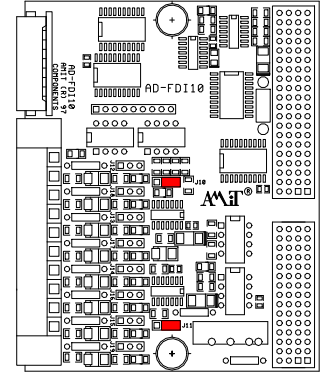 AD-FDI10
AMIT (R) 97
COMPONENTS
AD-FDI10
J10
AMiT®
J11